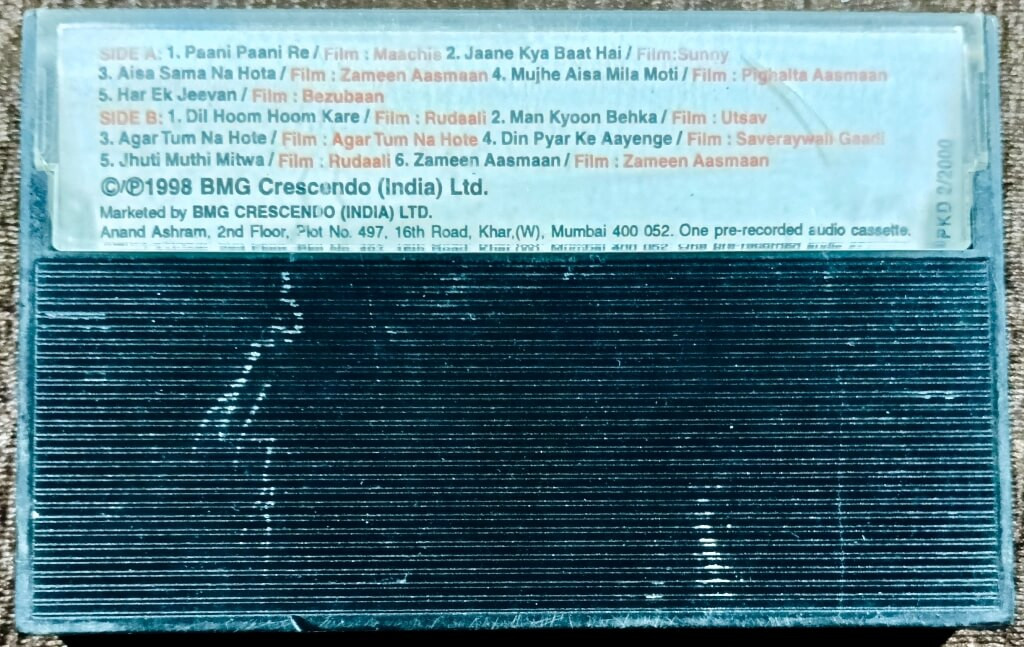 SIDE A: 1. Paani Paani Re / Film : Maachis 2. Jaane Kya Baat Hai / Film:Sunny
3. Aisa Sama Na Hota / Film : Zameen Aasmaan 4. Mujhe Aisa Mila Moti / Film : Pighalta Aasmaan
5. Har Ek Jeevan / Film : Bezubaan
SIDE B: 1. Dil Hoom Hoom Kare / Film : Rudaali 2. Man Kyoon Behka / Film : Utsav
3. Agar Tum Na Hote / Film : Agar Tum Na Hote 4. Din Pyar Ke Aayenge / Film : Saveraywali Gaadi
5. Jhuti Muthi Mitwa / Film : Rudaali 6. Zameen Aasmaan / Film : Zameen Aasmaan
©/℗1998 BMG Crescendo (India) Ltd.
Marketed by BMG CRESCENDO (INDIA) LTD.
Anand Ashram, 2nd Floor, Plot No. 497, 16th Road, Khar,(W), Mumbai 400 052. One pre-recorded audio cassette.
PKD 2/2000